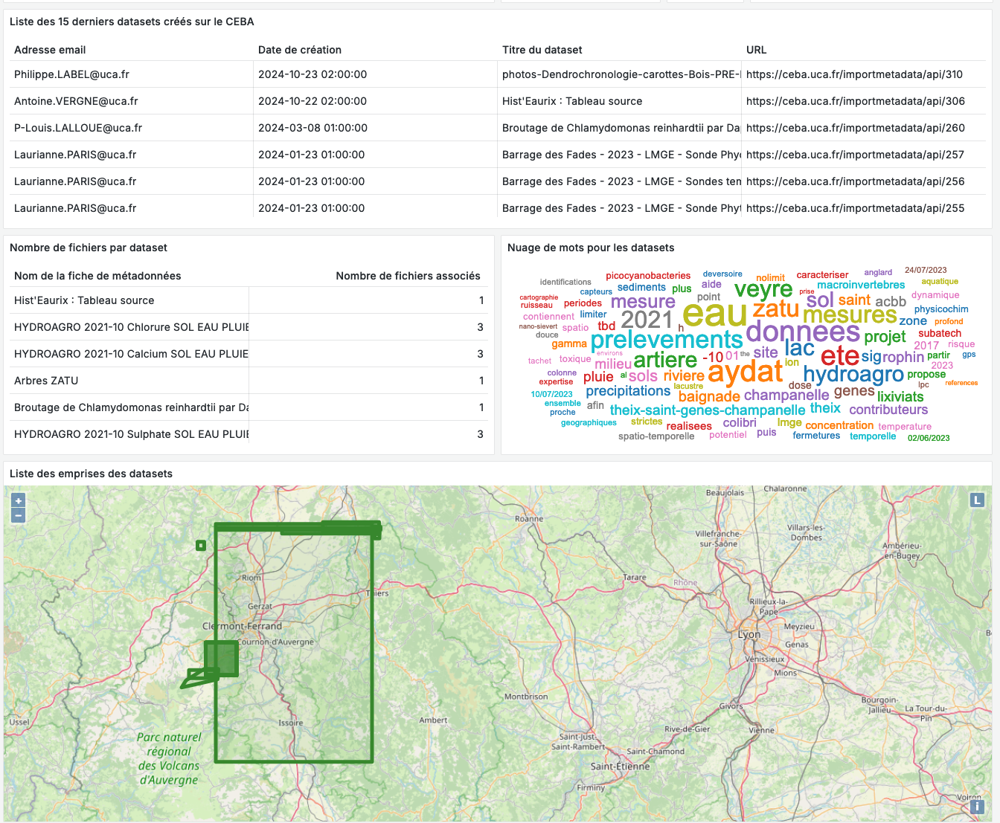 Liste des 15 derniers datasets créés sur le CEBA
Adresse email Date de création Titre du dataset URL
Philippe.LABEL@uca.fr 2024-10-23 02:00:00 photos-Dendrochronologie-carottes-Bois-PRE- https://ceba.uca.fr/importmetadata/api/310
Antoine.VERGNE@uca.fr 2024-10-22 02:00:00 Hist'Eaurix : Tableau source https://ceba.uca.fr/importmetadata/api/306
P-Louis.LALLOUE@uca.fr 2024-03-08 01:00:00 Broutage de Chlamydomonas reinhardtii par Da https://ceba.uca.fr/importmetadata/api/260
Laurianne.PARIS@uca.fr 2024-01-23 01:00:00 Barrage des Fades - 2023 - LMGE - Sonde Phyc https://ceba.uca.fr/importmetadata/api/257
Laurianne.PARIS@uca.fr 2024-01-23 01:00:00 Barrage des Fades - 2023 - LMGE - Sondes ten https://ceba.uca.fr/importmetadata/api/256
Laurianne.PARIS@uca.fr 2024-01-23 01:00:00 Barrage des Fades - 2023 - LMGE - Sonde Phyt https://ceba.uca.fr/importmetadata/api/255
Nombre de fichiers par dataset
Nom de la fiche de métadonnées Nombre de fichiers associés
Hist'Eaurix : Tableau source 1
HYDROAGRO 2021-10 Chlorure SOL EAU PLUIE 3
HYDROAGRO 2021-10 Calcium SOL EAU PLUIE 3
Arbres ZATU 1
Broutage de Chlamydomonas reinhardtii par Da 1
HYDROAGRO 2021-10 Sulphate SOL EAU PLUIE 3
Nuage de mots pour les datasets
picocyanobacteries deversoire caracteriser anglard 24/07/2023
identifications sediments plus aide nolimit macroinvertebres aquatique
cartographie capteurs veyre prise dynamique
ruisseau periodes mesure point sol saint acbb physicochim
contiennent limiter 2021 eau zatu mesures zone profond
nano-sievert spatio tbd h donnees projet subatech
douce gamma prelevements lac 2017 risque
environs -10 01 the site ete sigrophin partir gps
tachet toxique milieu artiere ion 2023
colonne al sols riviere aydat hydroagro propose
expertise pluie lacustre dose lpc references
10/07/2023 precipitations baignade champanelle genes lixiviats
ensemble afin theix-saint-genes-champanelle theix contributeurs
proche
geographiques strictes realisees colibri lmge concentration temperature
spatio-temporelle potentiel puis fermetures temporelle 02/06/2023
Liste des emprises des datasets
+
−
L
Beaujolais
Chalaronne
Roanne
Villefranche-
sur-Saône
Villars-les-
Dombes
Ambérieu-
en-Bugey
Riom
Tarare
Rhône
Thiers
Gerzat
Rillieux-la-
Pape
Clermont-Ferrand
Meyzieu
Lyon
Cournon-d'Auvergne
Genas
Vénissieux
Mions
Montbrison
Givors
Bourgoin-
Jallieu
La Tour-du-
Pin
Ussel
Issoire
Ambert
Rive-de-Gier
Vienne
Parc naturel
régional
des Volcans
d'Auvergne
Saint-Just-
Saint-Rambert
Saint-Chamond
Saint-Étienne
Firminy
Voiron
i